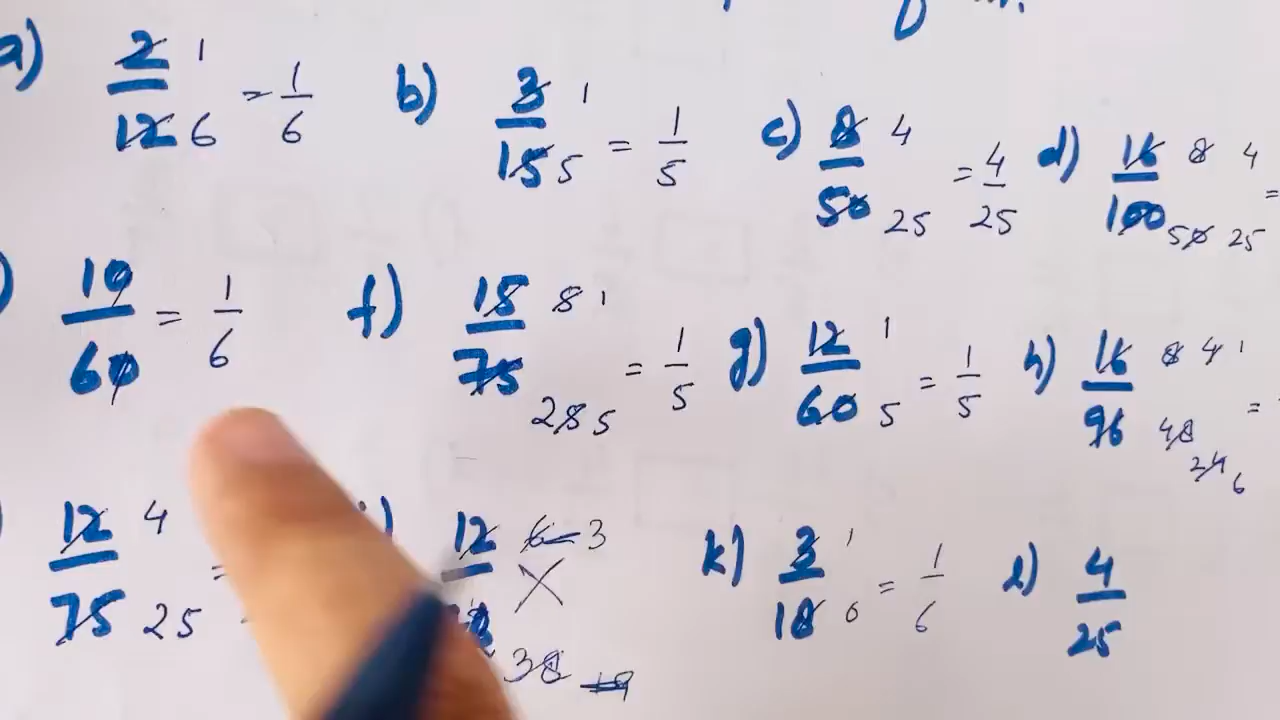 a) 2/12 1 6 = 1/6 b) 3/15 1 5 = 1/5 c) 8/50 4 25 = 4/25 d) 16/100 8 50 4 25 =
) 10/60 = 1/6 f) 15/75 8 1 25 5 = 1/5 g) 12/60 1 5 = 1/5 h) 16/96 8 4 1 48 24 6 =
12/75 4 25 = 12 6 3 38 19 k) 3/18 1 6 = 1/6 l) 4/25